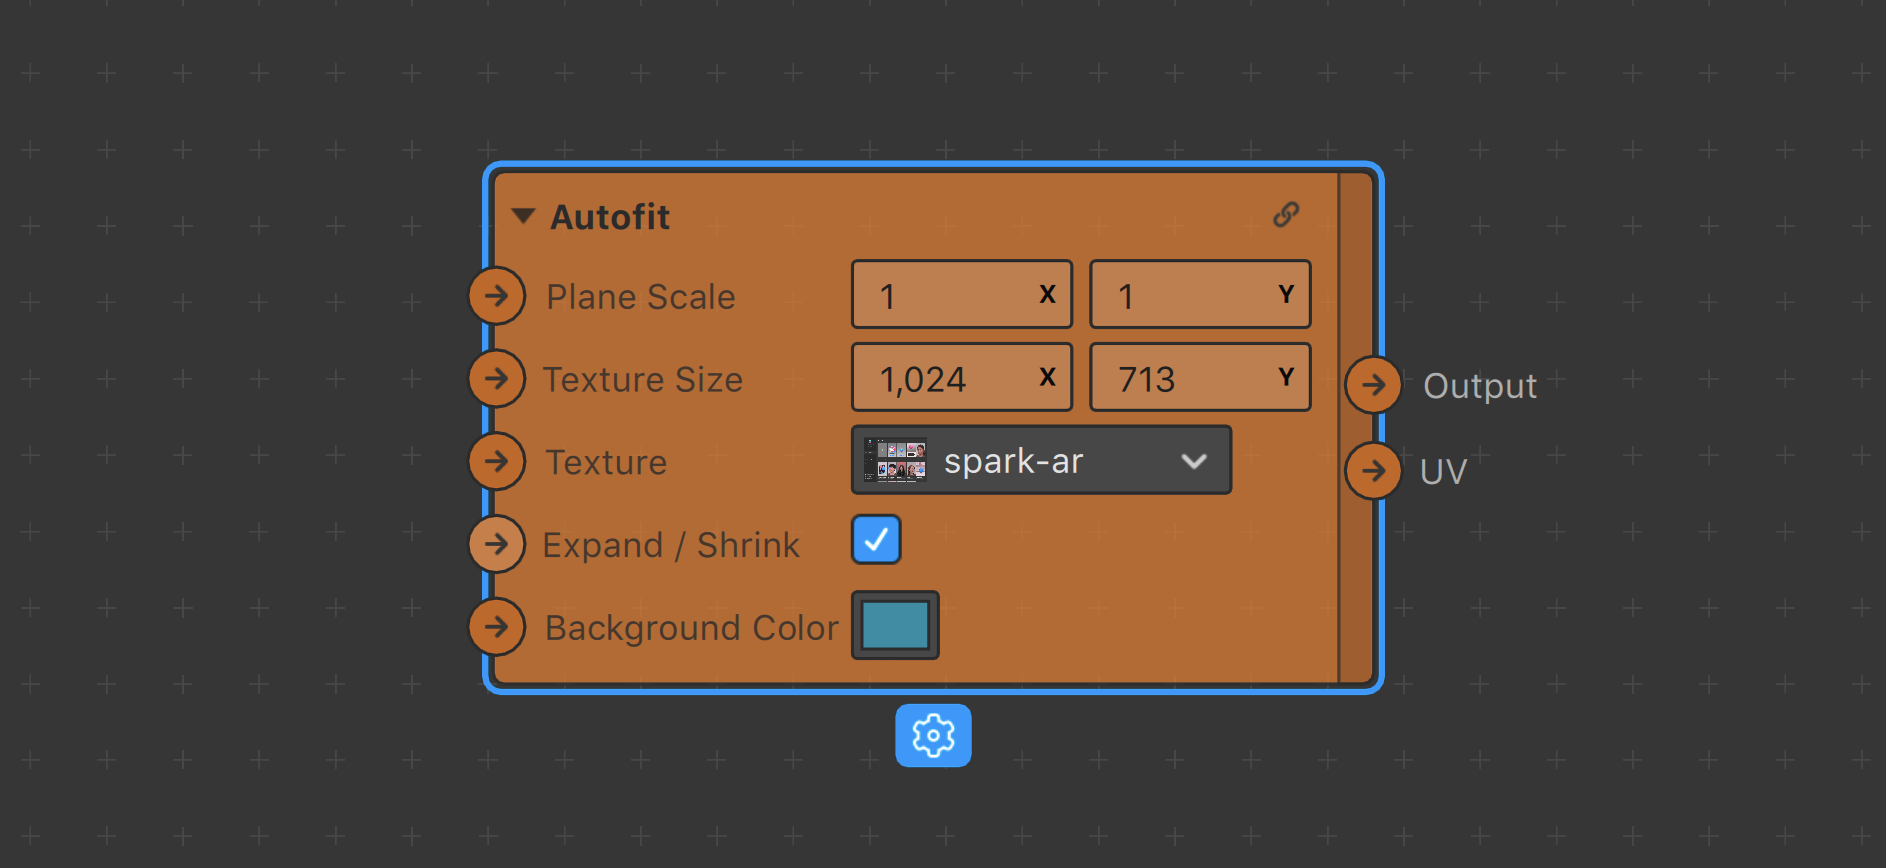 Autofit
Plane Scale 1 X 1 Y
Texture Size 1,024 X 713 Y
Output
Texture spark-ar
UV
Expand / Shrink
Background Color